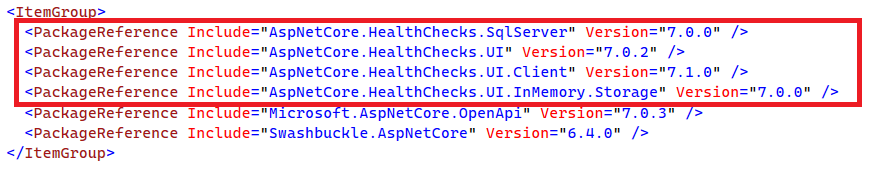 <ItemGroup>
<PackageReference Include="AspNetCore.HealthChecks.SqlServer" Version="7.0.0" />
<PackageReference Include="AspNetCore.HealthChecks.UI" Version="7.0.2" />
<PackageReference Include="AspNetCore.HealthChecks.UI.Client" Version="7.1.0" />
<PackageReference Include="AspNetCore.HealthChecks.UI.InMemory.Storage" Version="7.0.0" />
<PackageReference Include="Microsoft.AspNetCore.OpenApi" Version="7.0.3" />
<PackageReference Include="Swashbuckle.AspNetCore" Version="6.4.0" />
</ItemGroup>